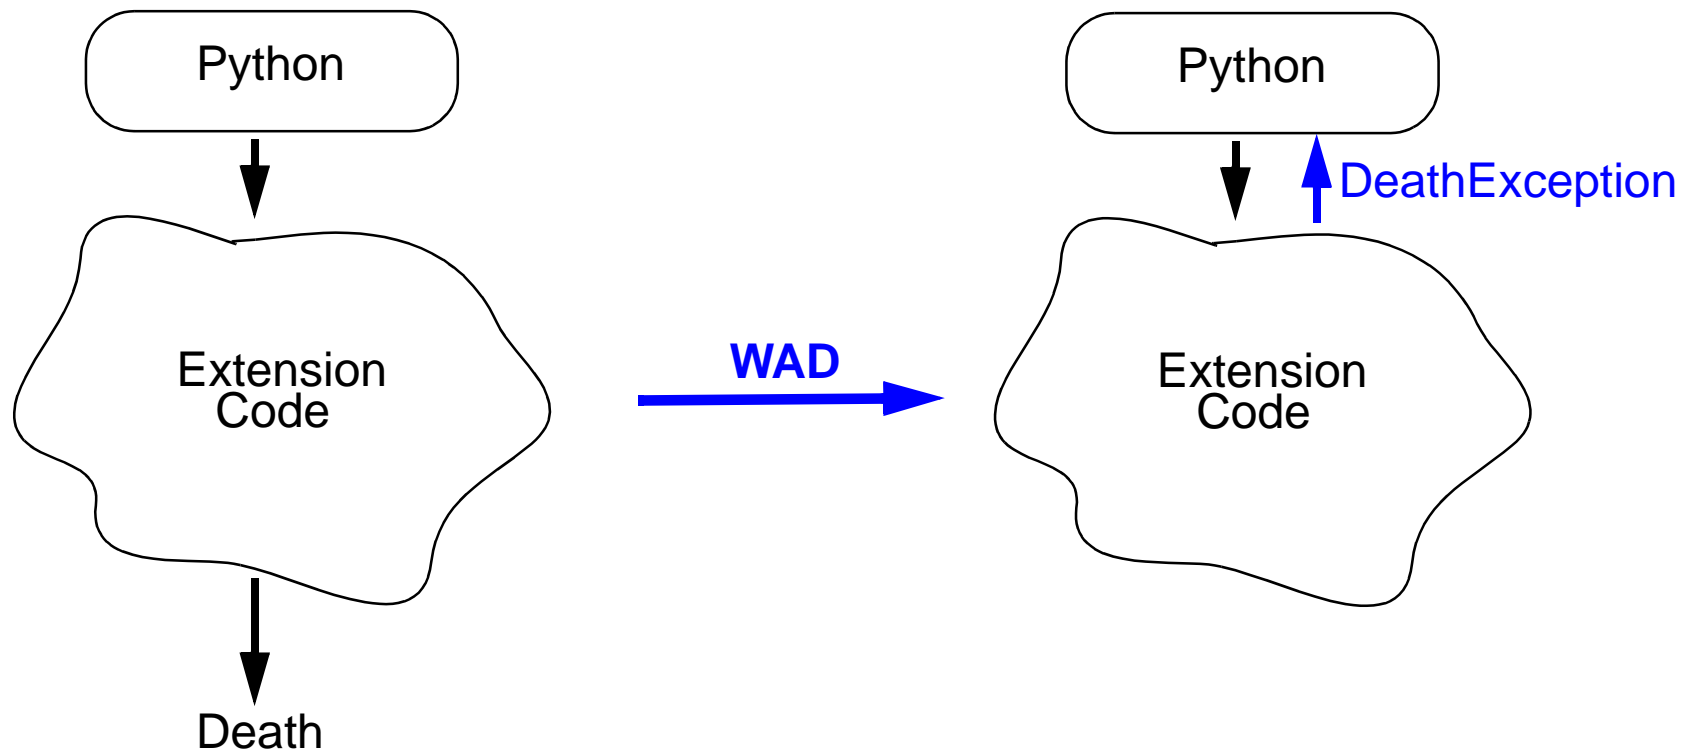 Python
Extension
Code
Death
WAD
Python
DeathException
Extension
Code